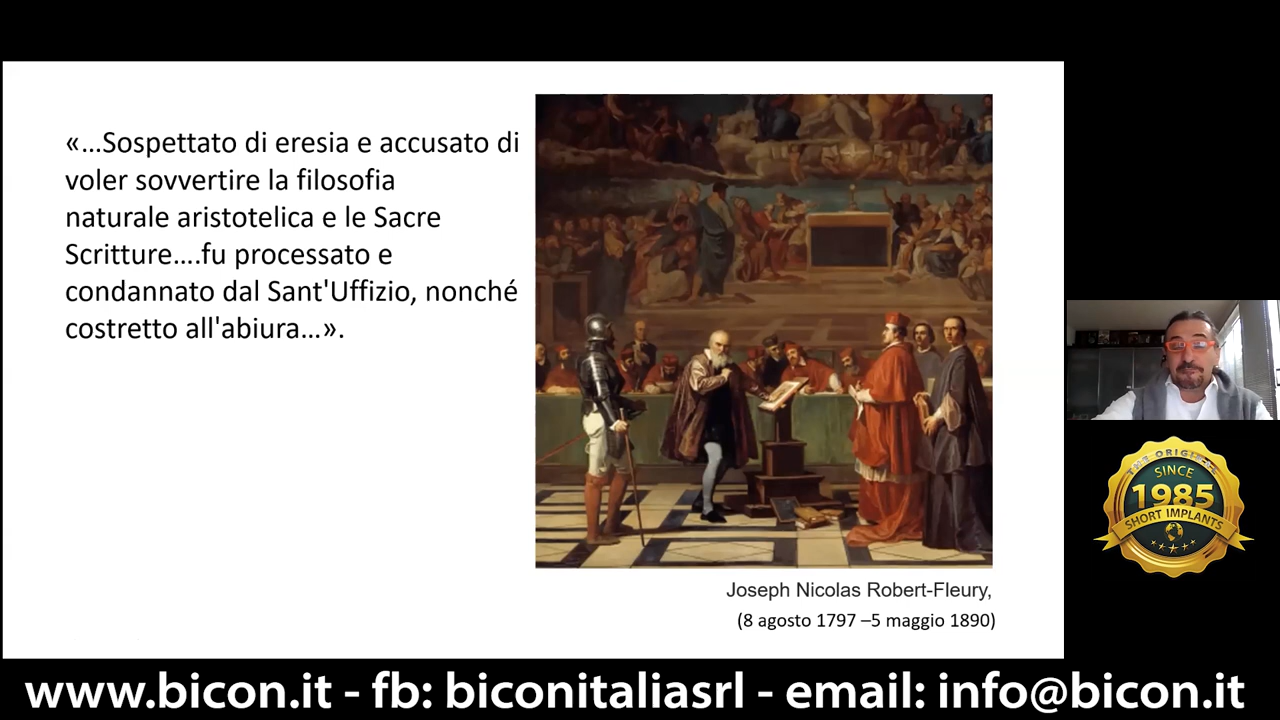 «...Sospettato di eresia e accusato di
voler sovvertire la filosofia
naturale aristotelica e le Sacre
Scritture....fu processato e
condannato dal Sant'Uffizio, nonché
costretto all'abiura...».
Joseph Nicolas Robert-Fleury,
(8 agosto 1797 –5 maggio 1890)
THE ORIGINAL
SINCE
1985
SHORT IMPLANTS
www.bicon.it - fb: biconitaliasrl - email: info@bicon.it